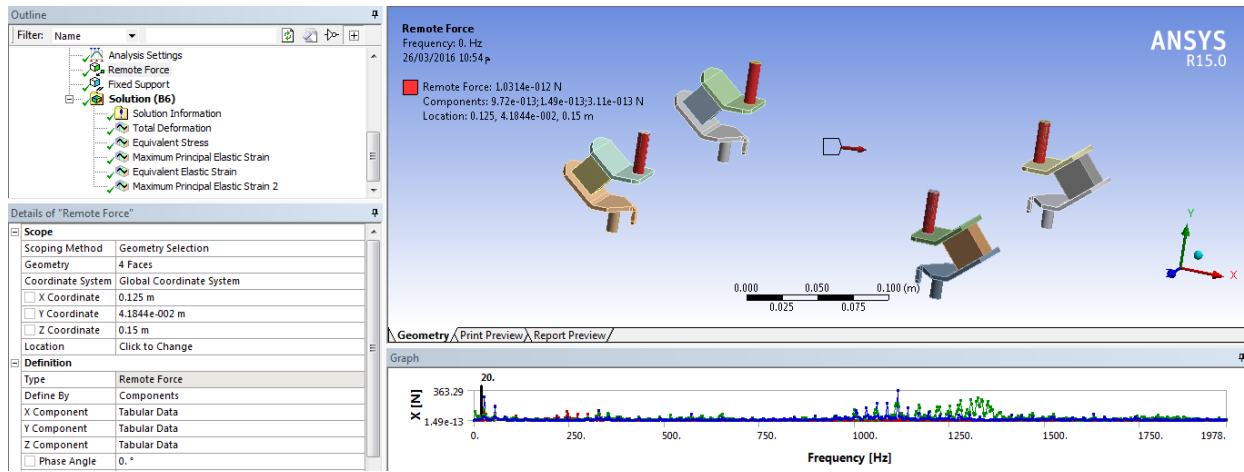 Outline
Filter: Name
Analysis Settings
Remote Force
Fixed Support
Solution (B6)
Solution Information
Total Deformation
Equivalent Stress
Maximum Principal Elastic Strain
Equivalent Elastic Strain
Maximum Principal Elastic Strain 2
Details of "Remote Force"
Scope
Scoping Method Geometry Selection
Geometry 4 Faces
Coordinate System Global Coordinate System
X Coordinate 0.125 m
Y Coordinate 4.1844e-002 m
Z Coordinate 0.15 m
Location Click to Change
Definition
Type Remote Force
Define By Components
X Component Tabular Data
Y Component Tabular Data
Z Component Tabular Data
Phase Angle 0. °
Remote Force
Frequency: 0. Hz
26/03/2016 10:54 م
Remote Force: 1.0314e-012 N
Components: 9.72e-013;1.49e-013;3.11e-013 N
Location: 0.125, 4.1844e-002, 0.15 m
ANSYS
R15.0
Y
X
0.000 0.050 0.100 (m)
0.025 0.075
Geometry Print Preview Report Preview
Graph
20.
X [N]
363.29
1.49e-13
0. 250. 500. 750. 1000. 1250. 1500. 1750. 1978.
Frequency [Hz]